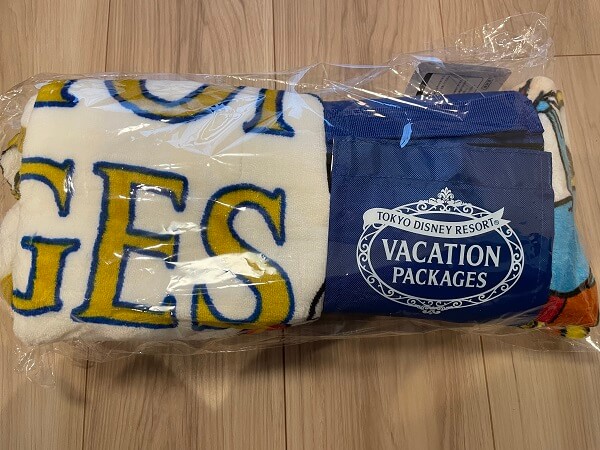 GES
TOKYO DISNEY RESORT®
VACATION
PACKAGES